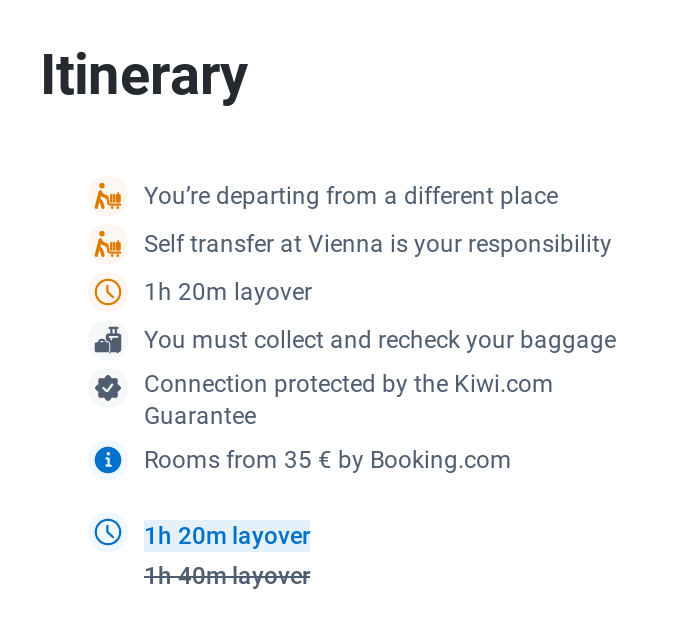 Itinerary
You’re departing from a different place
Self transfer at Vienna is your responsibility
1h 20m layover
You must collect and recheck your baggage
Connection protected by the Kiwi.com
Guarantee
Rooms from 35 € by Booking.com
1h 20m layover
1h 40m layover